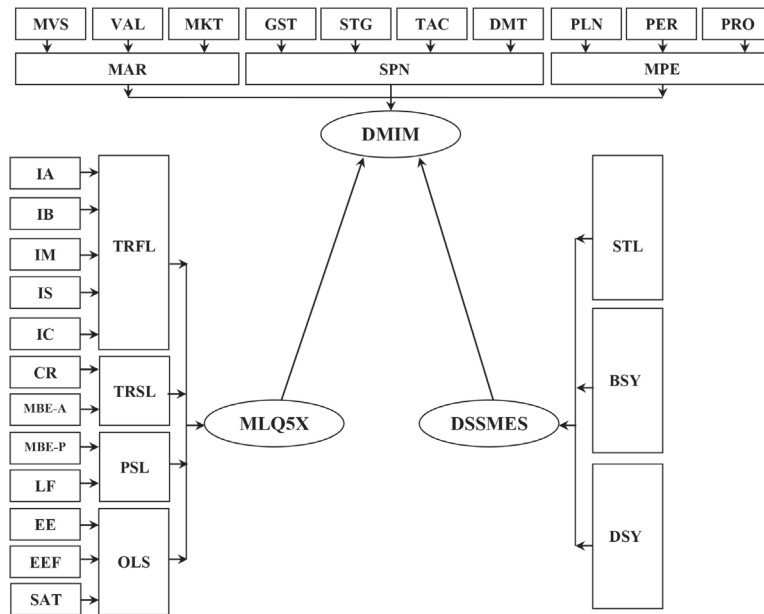 MVS VAL MKT GST STG TAC DMT PLN PER PRO
MAR SPN MPE
DMIM
IA
IB
IM
IS
IC
TRFL
CR
MBE-A
TRSL
MBE-P
LF
PSL
EE
EEF
SAT
OLS
MLQ5X
DSSMES
STL
BSY
DSY